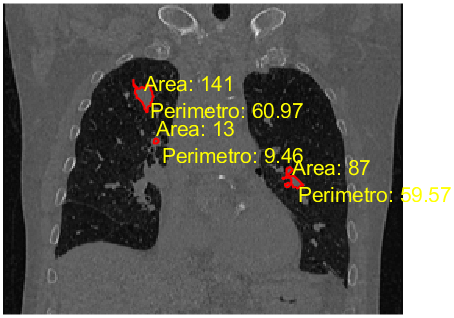 Area: 141
Perimetro: 60.97
Area: 13
Perimetro: 9.46
Area: 87
Perimetro: 59.57